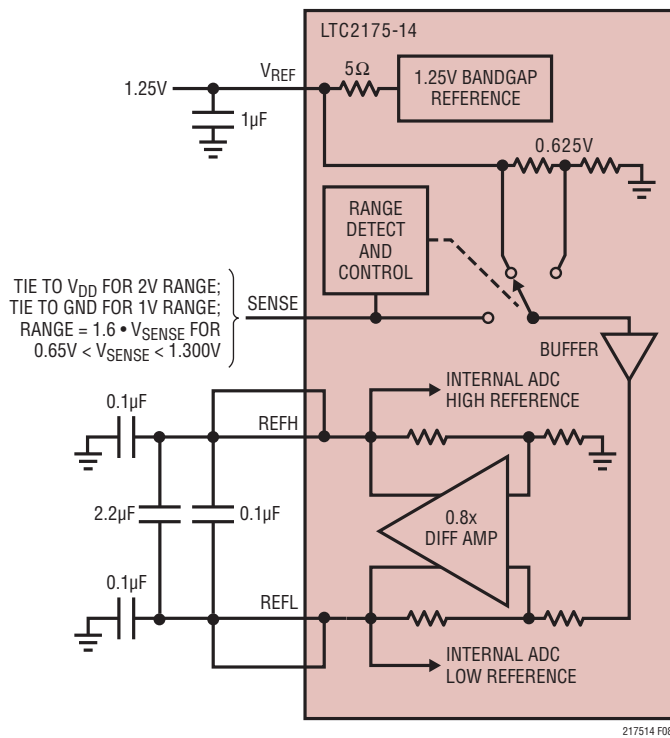 LTC2175-14
VREF
5Ω
1.25V
1.25V BANDGAP
REFERENCE
1µF
0.625V
RANGE
DETECT
AND
CONTROL
TIE TO VDD FOR 2V RANGE;
TIE TO GND FOR 1V RANGE;
RANGE = 1.6 • VSENSE FOR
0.65V < VSENSE < 1.300V
SENSE
BUFFER
INTERNAL ADC
HIGH REFERENCE
0.1µF
REFH
2.2µF
0.1µF
0.8x
DIFF AMP
0.1µF
REFL
INTERNAL ADC
LOW REFERENCE
217514 F08